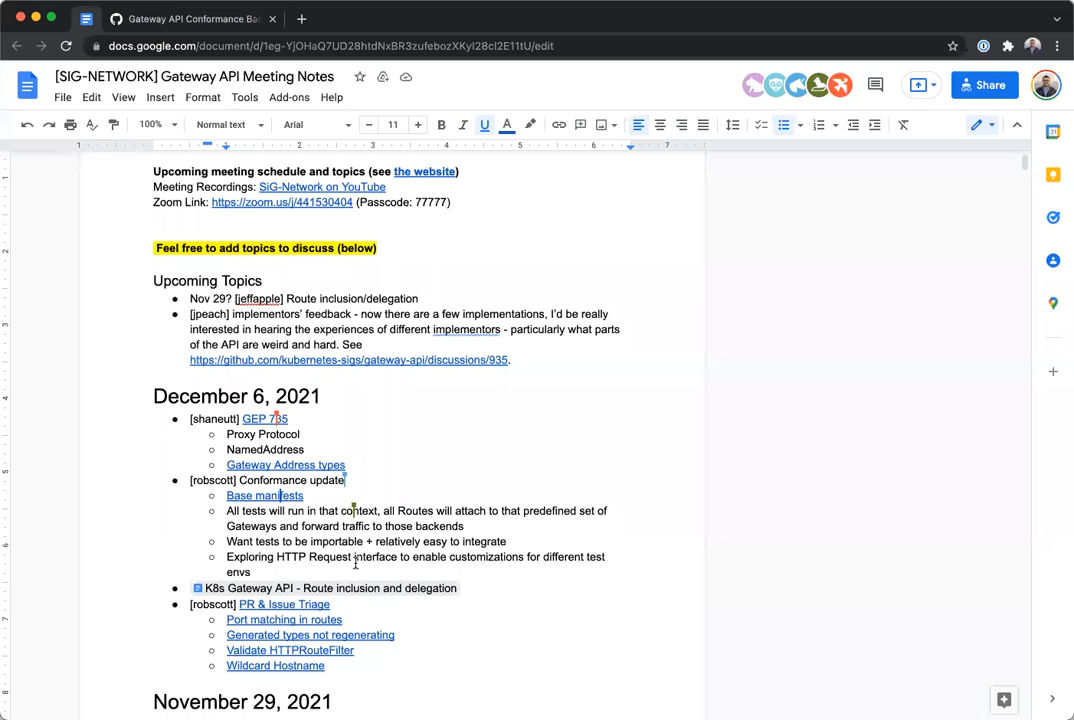 Gateway API Conformance Bas
docs.google.com/document/d/1eg-YjOHaQ7UD28htdNxBR3zufebozXKyl28cl2E11tU/edit
[SIG-NETWORK] Gateway API Meeting Notes
File Edit View Insert Format Tools Add-ons Help
Share
100% Normal text Arial 11
1 1 2 3 4 5 6 7
Upcoming meeting schedule and topics (see the website)
Meeting Recordings: SiG-Network on YouTube
Zoom Link: https://zoom.us/j/441530404 (Passcode: 77777)
Feel free to add topics to discuss (below)
Upcoming Topics
● Nov 29? [jeffapple] Route inclusion/delegation
● [jpeach] implementors' feedback - now there are a few implementations, I'd be really
interested in hearing the experiences of different implementors - particularly what parts
of the API are weird and hard. See
https://github.com/kubernetes-sigs/gateway-api/discussions/935.
December 6, 2021
● [shaneutt] GEP 735
○ Proxy Protocol
○ NamedAddress
○ Gateway Address types
● [robscott] Conformance update
○ Base manifests
○ All tests will run in that context, all Routes will attach to that predefined set of
Gateways and forward traffic to those backends
○ Want tests to be importable + relatively easy to integrate
○ Exploring HTTP Request interface to enable customizations for different test
envs
● K8s Gateway API - Route inclusion and delegation
● [robscott] PR & Issue Triage
○ Port matching in routes
○ Generated types not regenerating
○ Validate HTTPRouteFilter
○ Wildcard Hostname
November 29, 2021